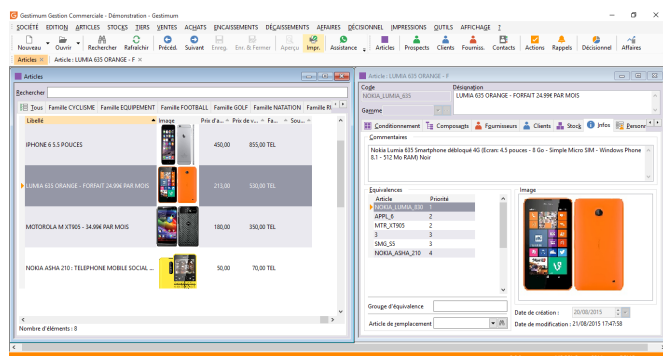 Gestimum Gestion Commerciale - Démonstration - Gestimum
SOCIÉTÉ EDITION ARTICLES STOCKS TIERS VENTES ACHATS ENCAISSEMENTS DÉCAISSEMENTS AFFAIRES DÉCISIONNEL IMPRESSIONS OUTILS AFFICHAGE ?
Nouveau Ouvrir Rechercher Rafraichir Précéd. Suivant Enreg. Enr. & Fermer Aperçu Impr. Assistance Articles Prospects Clients Fourniss. Contacts Actions Rappels Décisionnel Affaires
Articles × Article : LUMIA 635 ORANGE - F ×
Articles
Rechercher
Tous Famille CYCLISME Famille EQUIPEMENT Famille FOOTBALL Famille GOLF Famille NATATION Famille RI
Libellé Image Prix d'a... Prix de v... Fa... Sou...
IPHONE 6 5.5 POUCES 450,00 855,00 TEL
LUMIA 635 ORANGE - FORFAIT 24.99€ PAR MOIS 213,00 530,00 TEL
MOTOROLA M XT905 - 34.99€ PAR MOIS 180,00 350,00 TEL
NOKIA ASHA 210 : TELEPHONE MOBILE SOCIAL ... 50,00 70,00 TEL
Nombre d'éléments : 8
Article : LUMIA 635 ORANGE - F
Code Désignation
NOKIA_LUMIA_635 LUMIA 635 ORANGE - FORFAIT 24.99€ PAR MOIS
Gamme
Conditionnement Composants Fournisseurs Clients Stock Infos Personn
Commentaires
Nokia Lumia 635 Smartphone débloqué 4G (Ecran: 4.5 pouces - 8 Go - Simple Micro SIM - Windows Phone
8.1 - 512 Mo RAM) Noir
Equivalences Image
Article Priorité
NOKIA_LUMIA_830 1
APPL_6 2
MTR_XT905 2
3 3
SMG_S5 3
NOKIA_ASHA_210 4
Groupe d'équivalence
Article de remplacement
Date de création : 20/08/2015
Date de modification : 21/08/2015 17:47:58